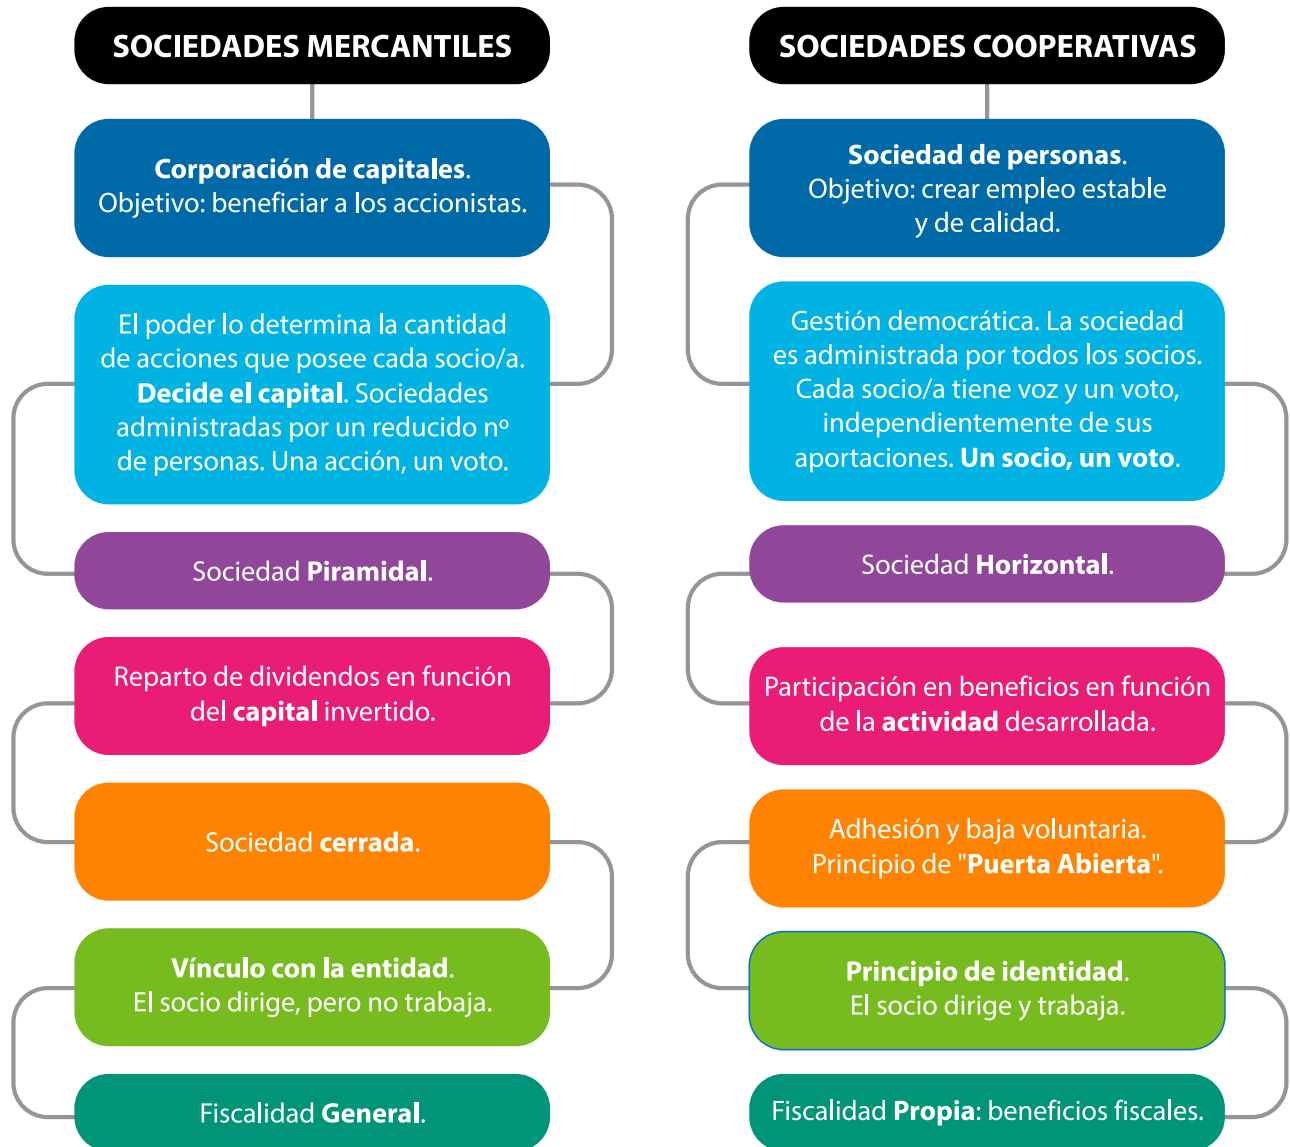 SOCIEDADES MERCANTILES
Corporación de capitales.
Objetivo: beneficiar a los accionistas.
El poder lo determina la cantidad
de acciones que posee cada socio/a.
Decide el capital. Sociedades
administradas por un reducido nº
de personas. Una acción, un voto.
Sociedad Piramidal.
Reparto de dividendos en función
del capital invertido.
Sociedad cerrada.
Vínculo con la entidad.
El socio dirige, pero no trabaja.
Fiscalidad General.
SOCIEDADES COOPERATIVAS
Sociedad de personas.
Objetivo: crear empleo estable
y de calidad.
Gestión democrática. La sociedad
es administrada por todos los socios.
Cada socio/a tiene voz y un voto,
independientemente de sus
aportaciones. Un socio, un voto.
Sociedad Horizontal.
Participación en beneficios en función
de la actividad desarrollada.
Adhesión y baja voluntaria.
Principio de "Puerta Abierta".
Principio de identidad.
El socio dirige y trabaja.
Fiscalidad Propia: beneficios fiscales.